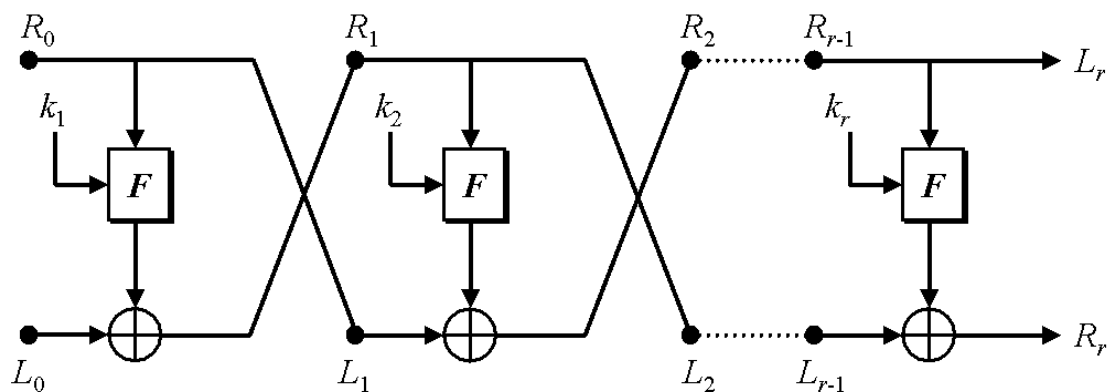 R₀ R₁ R₂ Rᵣ₋₁
Lᵣ
k₁ k₂ kᵣ
F F F
Rᵣ
L₀ L₁ L₂ Lᵣ₋₁